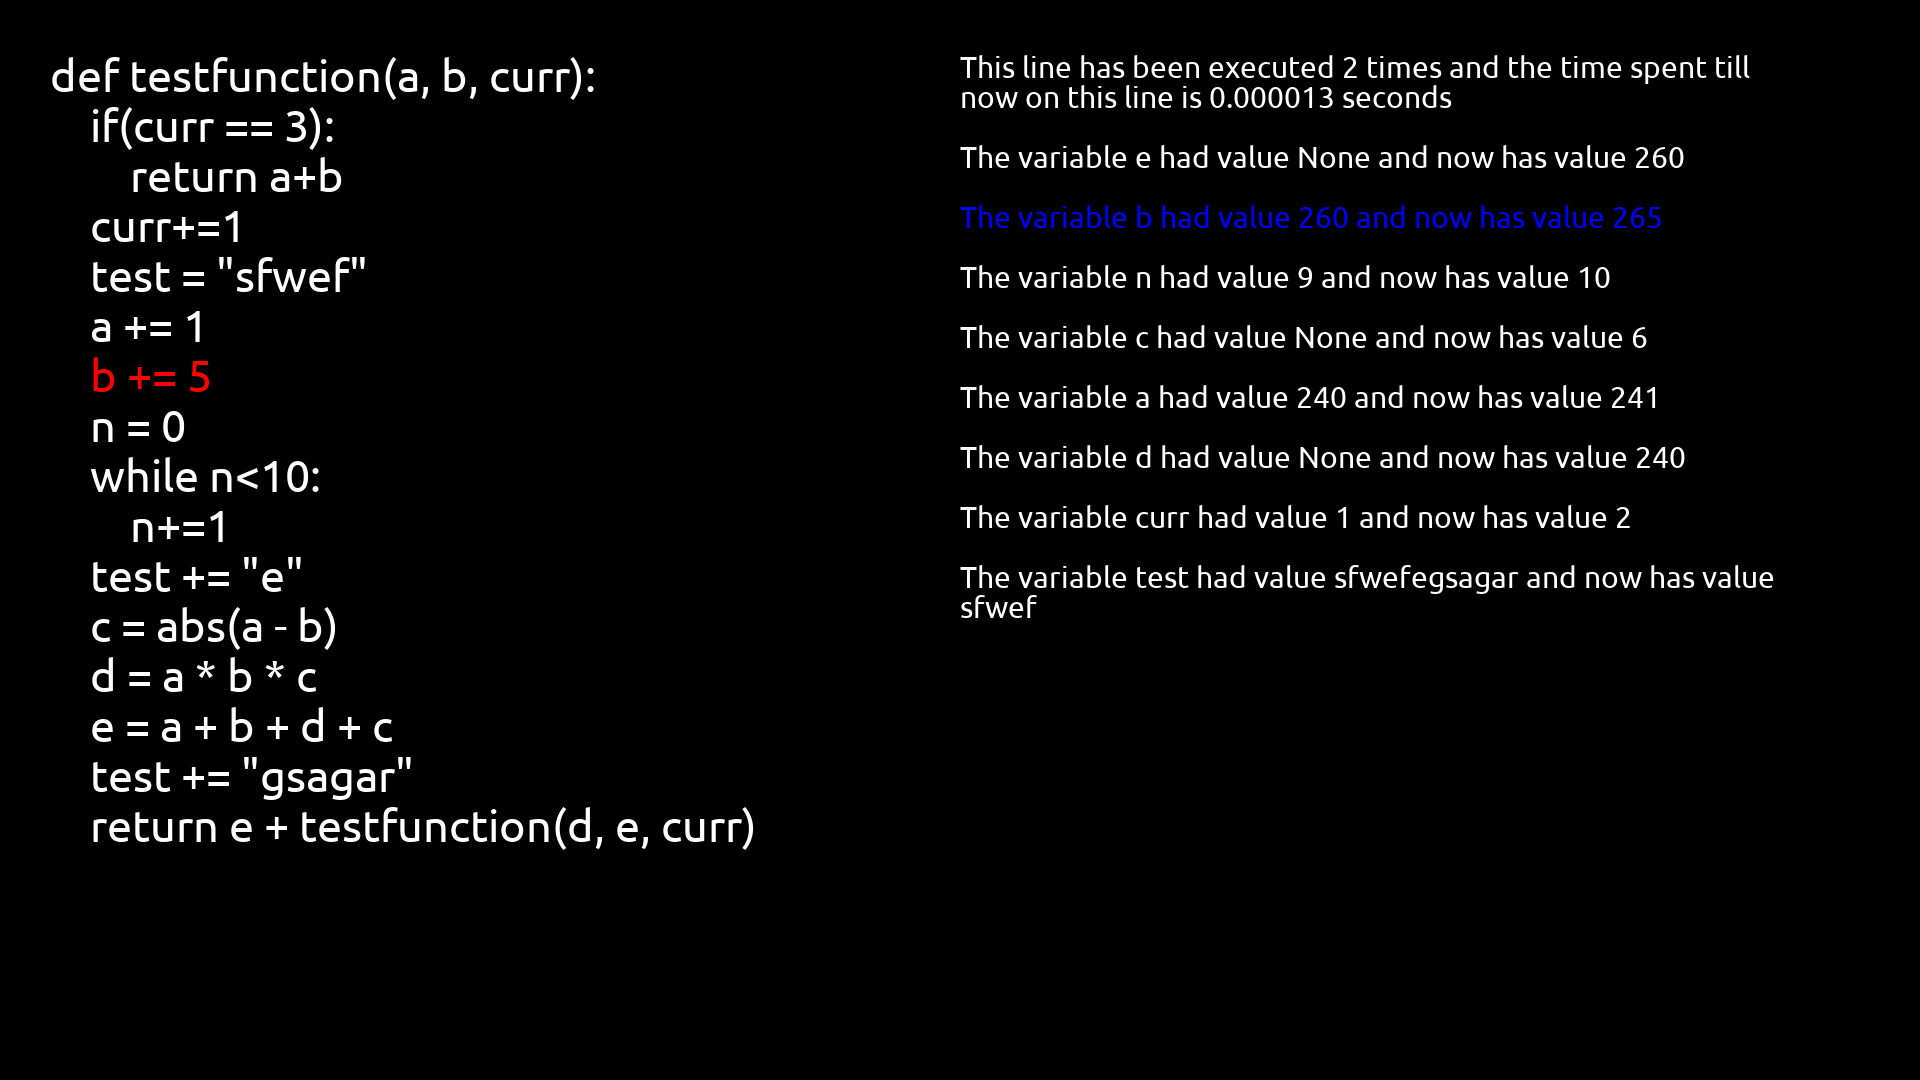 def testfunction(a, b, curr):
    if(curr == 3):
        return a+b
    curr+=1
    test = "sfwef"
    a += 1
    b += 5
    n = 0
    while n<10:
        n+=1
    test += "e"
    c = abs(a - b)
    d = a * b * c
    e = a + b + d + c
    test += "gsagar"
    return e + testfunction(d, e, curr)
This line has been executed 2 times and the time spent till
now on this line is 0.000013 seconds
The variable e had value None and now has value 260
The variable b had value 260 and now has value 265
The variable n had value 9 and now has value 10
The variable c had value None and now has value 6
The variable a had value 240 and now has value 241
The variable d had value None and now has value 240
The variable curr had value 1 and now has value 2
The variable test had value sfwefegsagar and now has value
sfwef